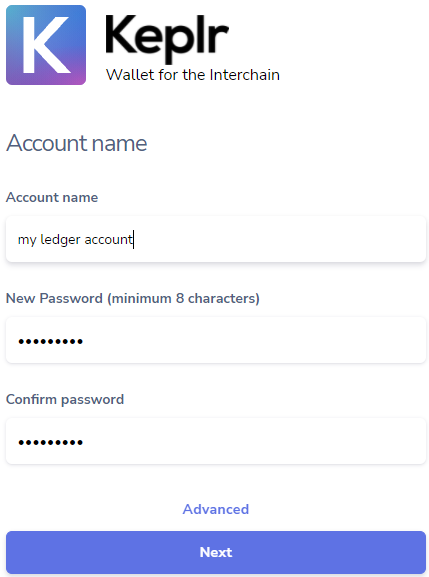 K
Keplr
Wallet for the Interchain
Account name
Account name
my ledger account
New Password (minimum 8 characters)
•••••••••
Confirm password
•••••••••
Advanced
Next